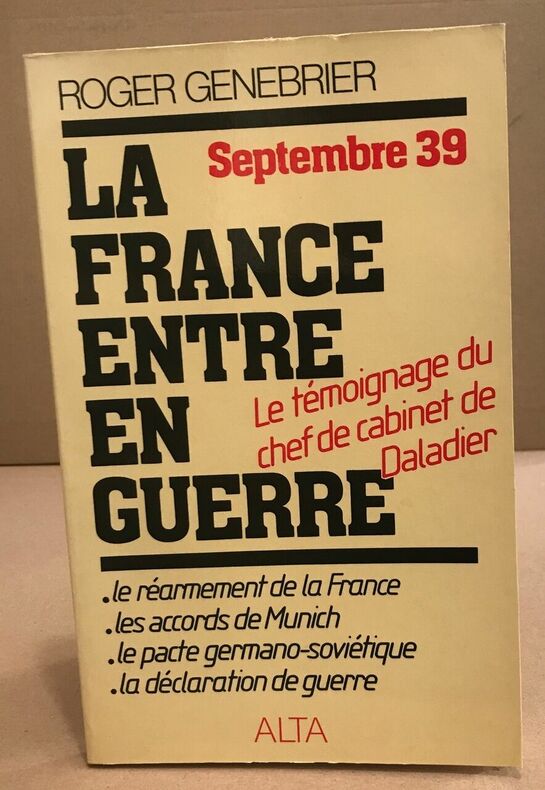 ROGER GENEBRIER
Septembre 39
LA
FRANCE
ENTRE
EN
GUERRE
Le témoignage du
chef de cabinet de
Daladier
.le réarmement de la France
.les accords de Munich
.le pacte germano-soviétique
.la déclaration de guerre
ALTA